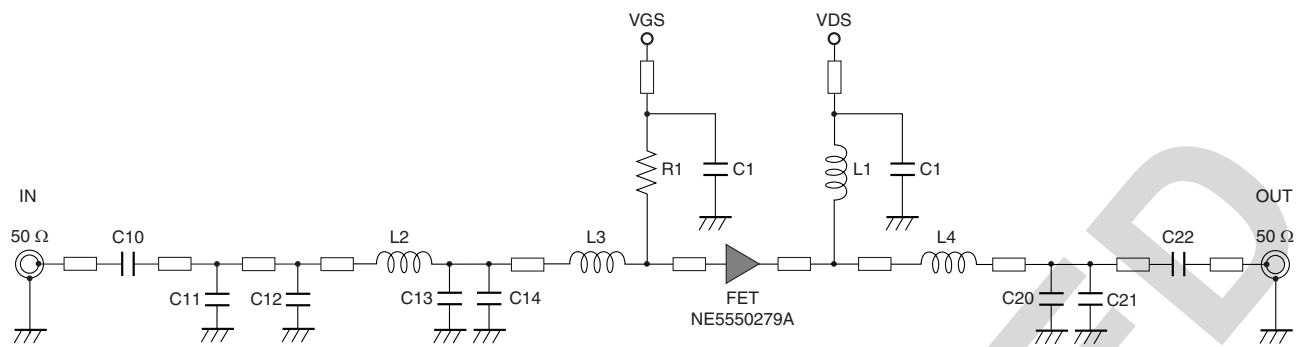 VGS
VDS
R1
C1
L1
C1
IN
OUT
50 Ω
C10
L2
L3
L4
C22
50 Ω
C11
C12
C13
C14
FET
NE5550279A
C20
C21